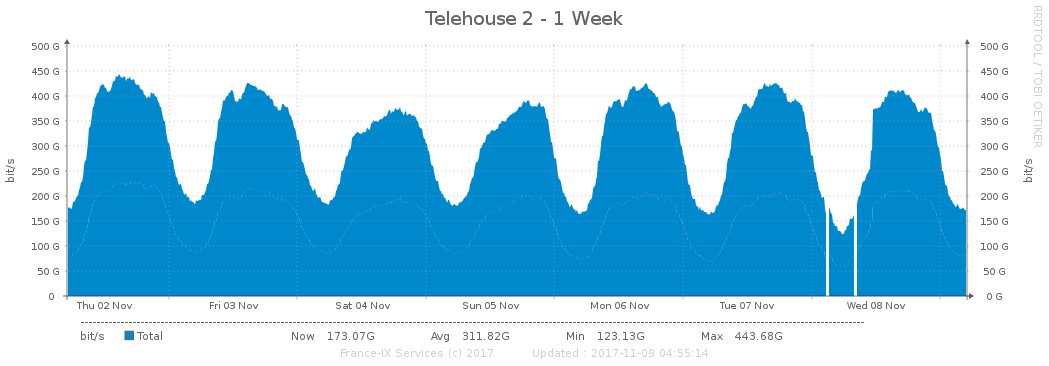 Telehouse 2 - 1 Week
RRDTOOL / TOBI OETIKER
500 G 500 G
450 G 450 G
400 G 400 G
350 G 350 G
300 G 300 G
250 G 250 G
200 G 200 G
150 G 150 G
100 G 100 G
50 G 50 G
0 0 G
bit/s bit/s
Thu 02 Nov Fri 03 Nov Sat 04 Nov Sun 05 Nov Mon 06 Nov Tue 07 Nov Wed 08 Nov
bit/s Total Now 173.07G Avg 311.82G Min 123.13G Max 443.68G
France-IX Services (c) 2017 Updated : 2017-11-09 04:55:14